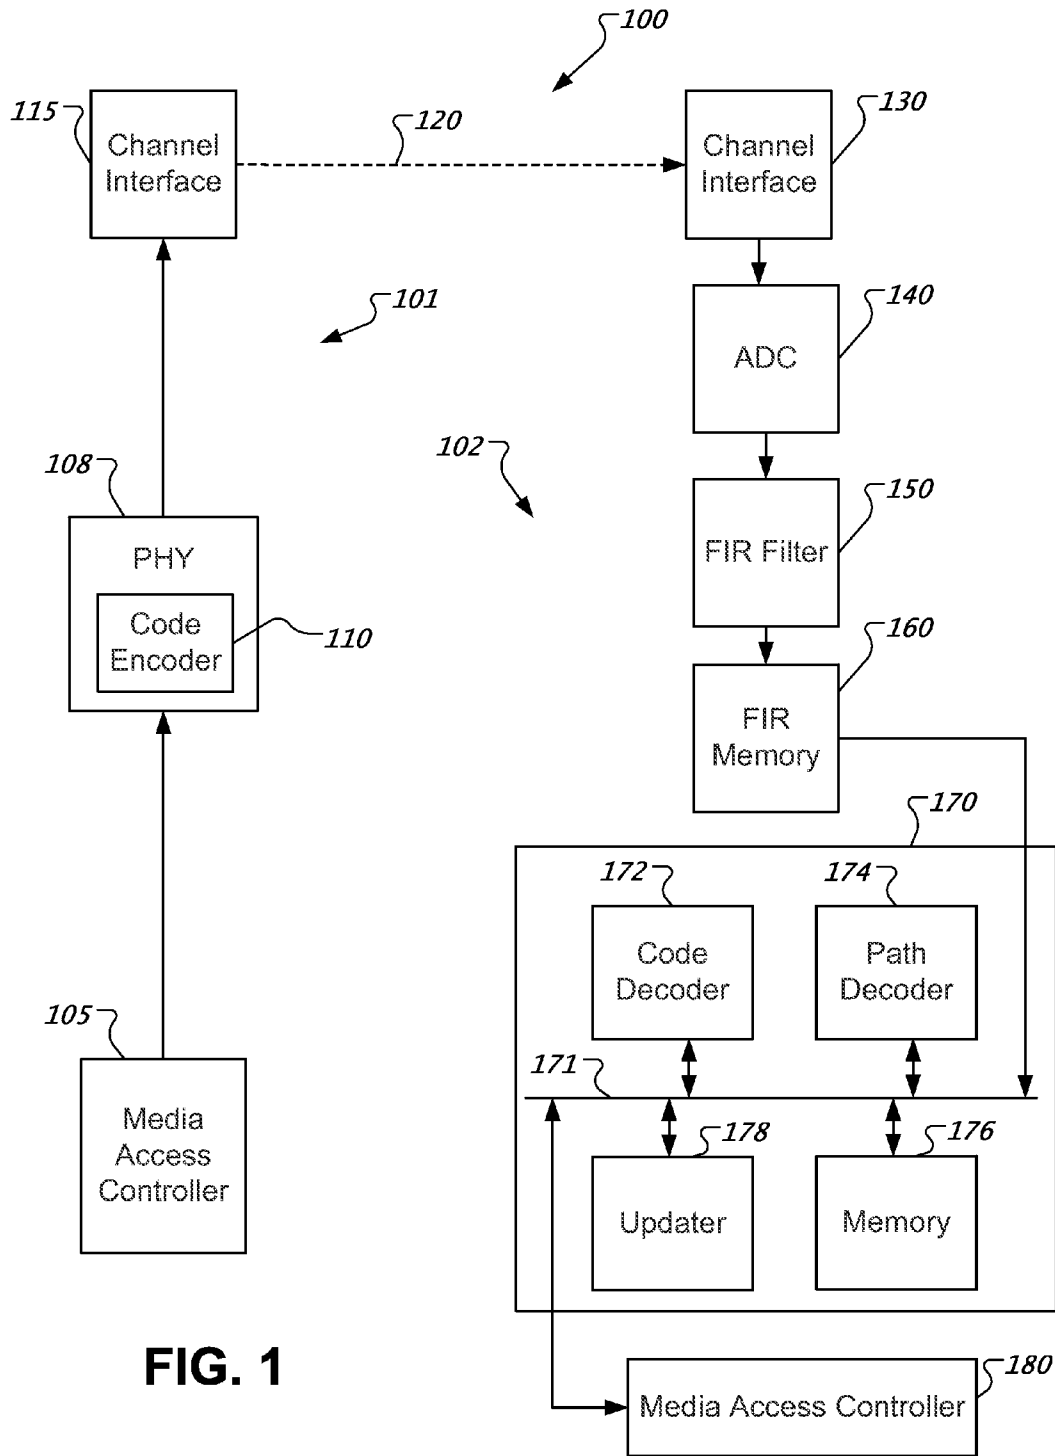 100
115
Channel
Interface
120
Channel
Interface
130
101
140
ADC
102
108
PHY
Code
Encoder
110
150
FIR Filter
160
FIR
Memory
170
172
Code
Decoder
174
Path
Decoder
105
Media
Access
Controller
171
178
Updater
176
Memory
FIG. 1
Media Access Controller
180